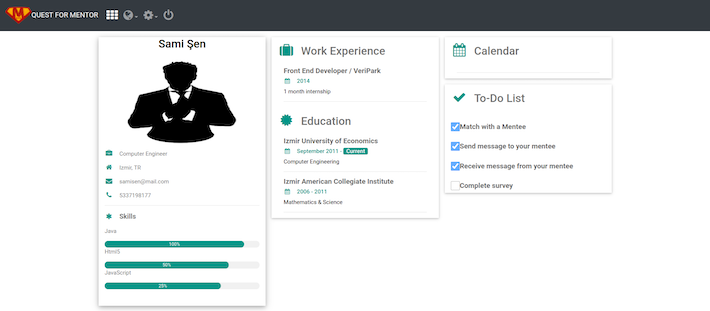 QUEST FOR MENTOR
Sami Şen
Computer Engineer
Izmir, TR
samisen@mail.com
5337198177
Skills
Java
100%
Html5
90%
JavaScript
25%
Work Experience
Front End Developer / VeriPark
2014
1 month internship
Education
Izmir University of Economics
September 2011 - Current
Computer Engineering
Izmir American Collegiate Institute
2006 - 2011
Mathematics & Science
Calendar
To-Do List
Match with a Mentee
Send message to your mentee
Receive message from your mentee
Complete survey